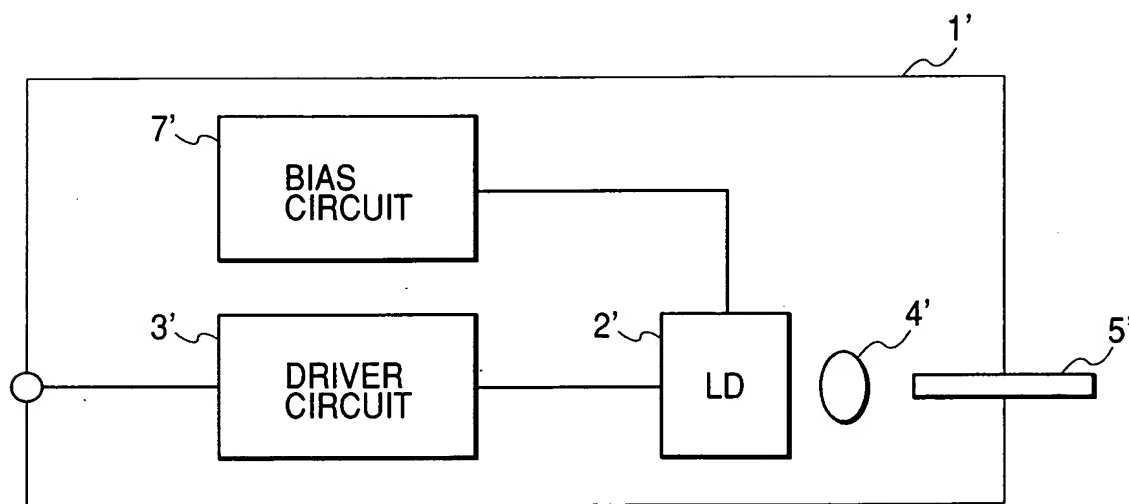 1'
7'
BIAS
CIRCUIT
3'
DRIVER
CIRCUIT
2'
LD
4'
5'